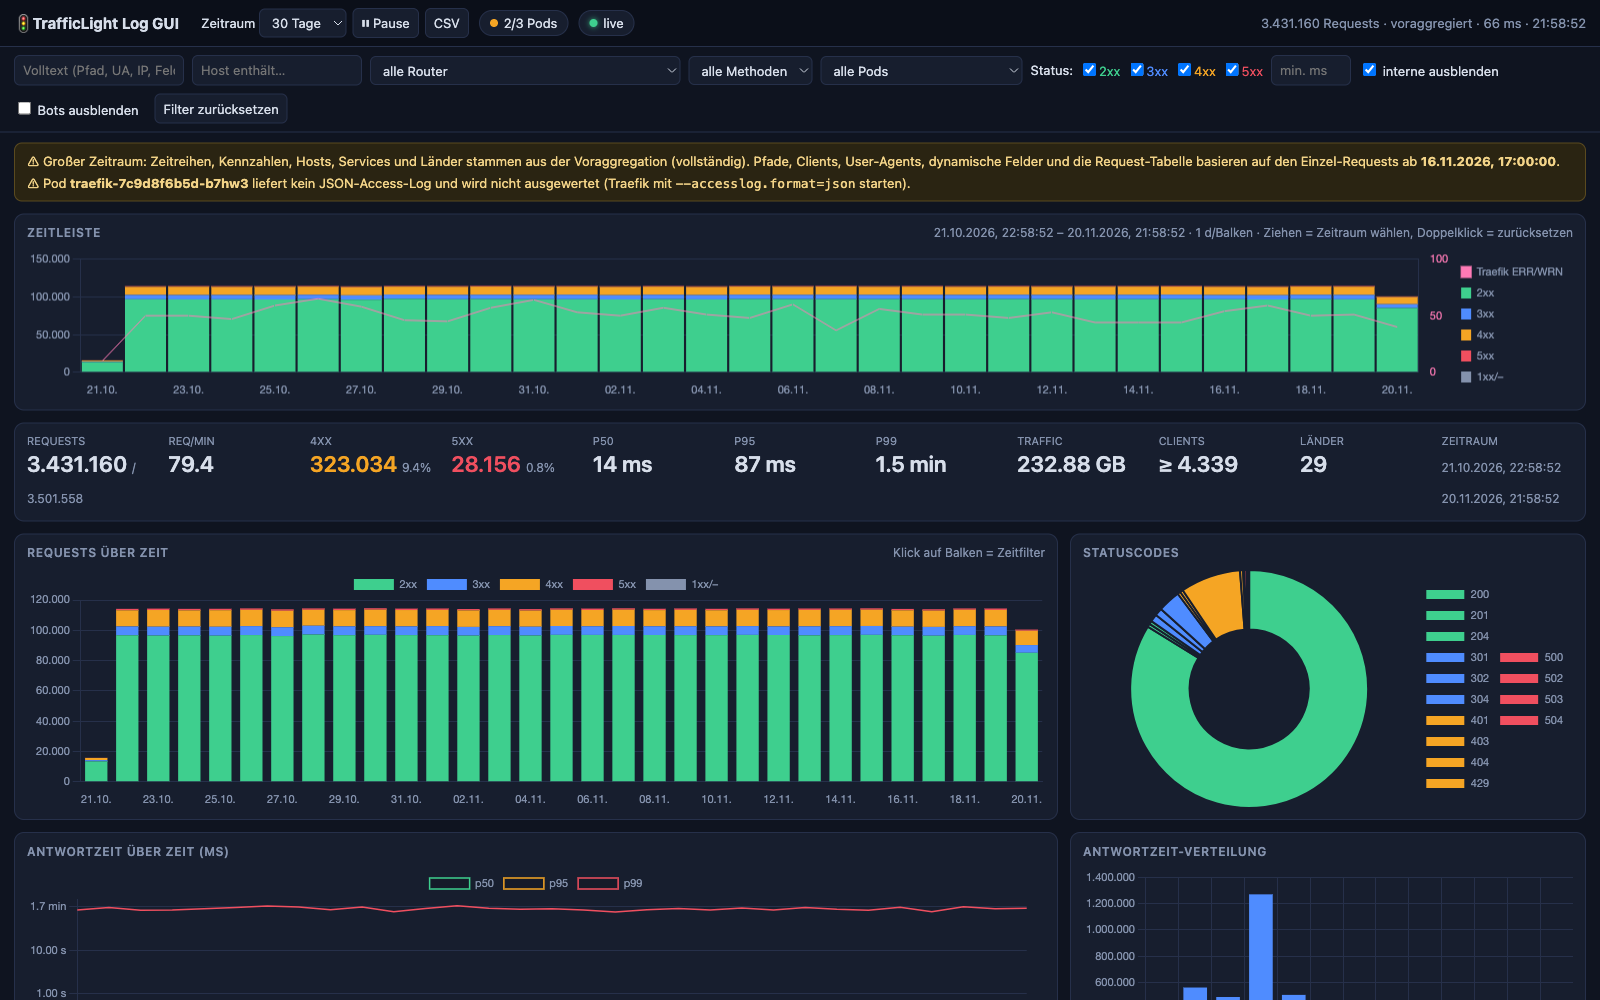 TrafficLight Log GUI Zeitraum 30 Tage Pause CSV 2/3 Pods live 3.431.160 Requests · voraggregiert · 66 ms · 21:58:52
Volltext (Pfad, UA, IP, Fel Host enthält... alle Router alle Methoden alle Pods Status: 2xx 3xx 4xx 5xx min. ms interne ausblenden
Bots ausblenden Filter zurücksetzen
⚠ Großer Zeitraum: Zeitreihen, Kennzahlen, Hosts, Services und Länder stammen aus der Voraggregation (vollständig). Pfade, Clients, User-Agents, dynamische Felder und die Request-Tabelle basieren auf den Einzel-Requests ab 16.11.2026, 17:00:00.
⚠ Pod traefik-7c9d8f6b5d-b7hw3 liefert kein JSON-Access-Log und wird nicht ausgewertet (Traefik mit --accesslog.format=json starten).
ZEITLEISTE 21.10.2026, 22:58:52 – 20.11.2026, 21:58:52 · 1 d/Balken · Ziehen = Zeitraum wählen, Doppelklick = zurücksetzen
150.000
100.000
50.000
0
100
50
0
Traefik ERR/WRN
2xx
3xx
4xx
5xx
1xx/–
21.10. 23.10. 25.10. 27.10. 29.10. 31.10. 02.11. 04.11. 06.11. 08.11. 10.11. 12.11. 14.11. 16.11. 18.11. 20.11.
REQUESTS REQ/MIN 4XX 5XX P50 P95 P99 TRAFFIC CLIENTS LÄNDER ZEITRAUM
3.431.160 / 79.4 323.034 9.4% 28.156 0.8% 14 ms 87 ms 1.5 min 232.88 GB ≥ 4.339 29 21.10.2026, 22:58:52
3.501.558 20.11.2026, 21:58:52
REQUESTS ÜBER ZEIT Klick auf Balken = Zeitfilter
2xx 3xx 4xx 5xx 1xx/–
120.000
100.000
80.000
60.000
40.000
20.000
0
21.10. 23.10. 25.10. 27.10. 29.10. 31.10. 02.11. 04.11. 06.11. 08.11. 10.11. 12.11. 14.11. 16.11. 18.11. 20.11.
STATUSCODES
200
201
204
301 500
302 502
304 503
401 504
403
404
429
ANTWORTZEIT ÜBER ZEIT (MS)
p50 p95 p99
1.7 min
10.00 s
1.00 s
ANTWORTZEIT-VERTEILUNG
1.400.000
1.200.000
1.000.000
800.000
600.000